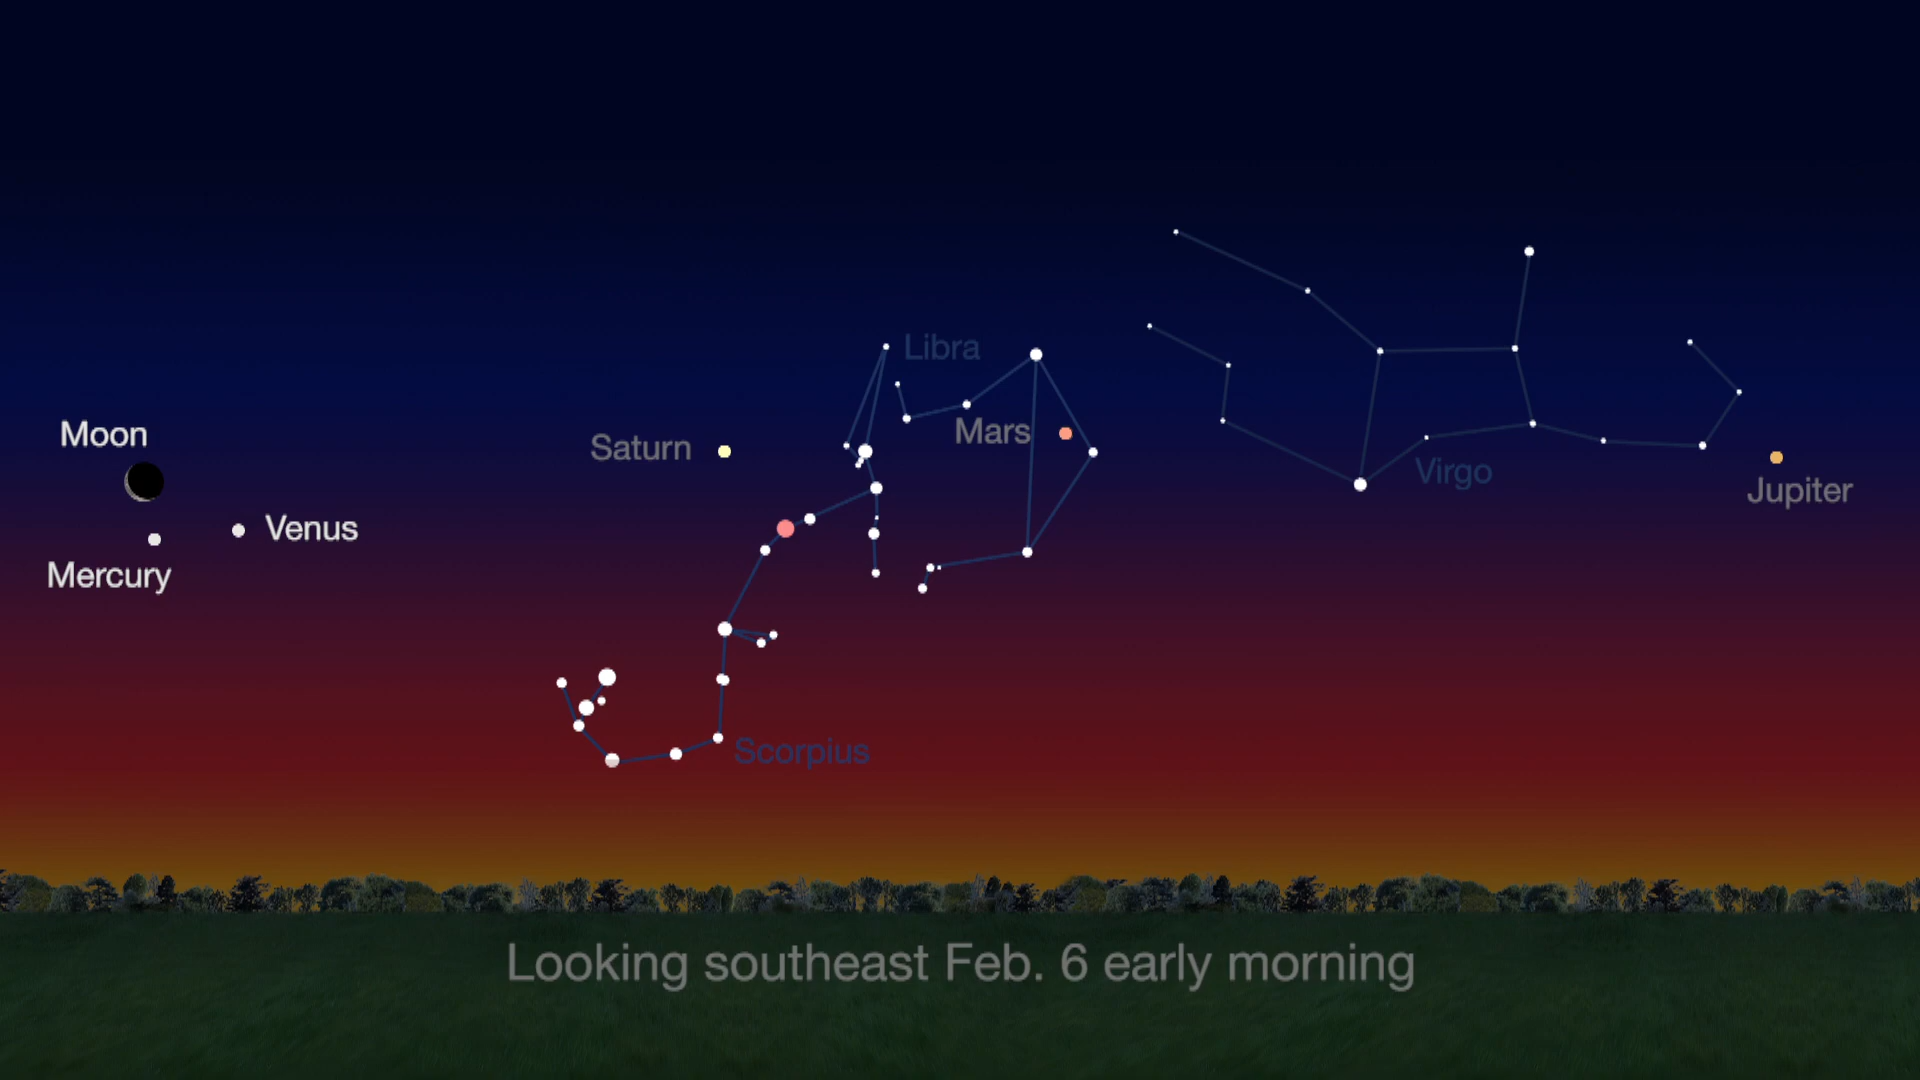 Libra
Moon
Saturn
Mars
Virgo
Jupiter
Venus
Mercury
Scorpius
Looking southeast Feb. 6 early morning